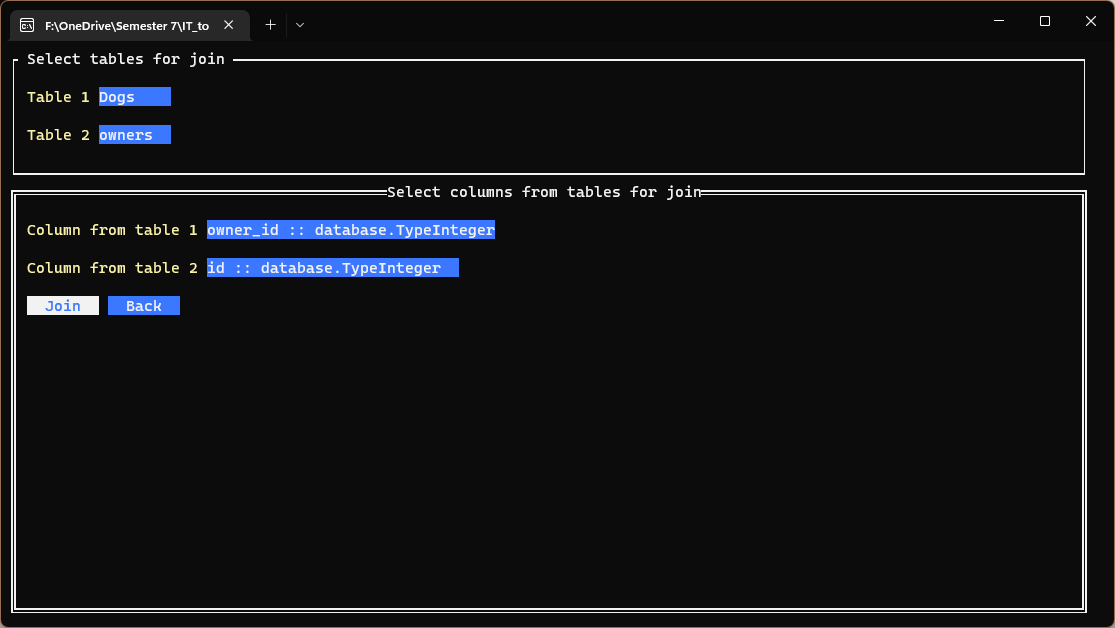 F:\OneDrive\Semester 7\IT_to
Select tables for join
Table 1 Dogs
Table 2 owners
Select columns from tables for join
Column from table 1 owner_id :: database.TypeInteger
Column from table 2 id :: database.TypeInteger
Join Back